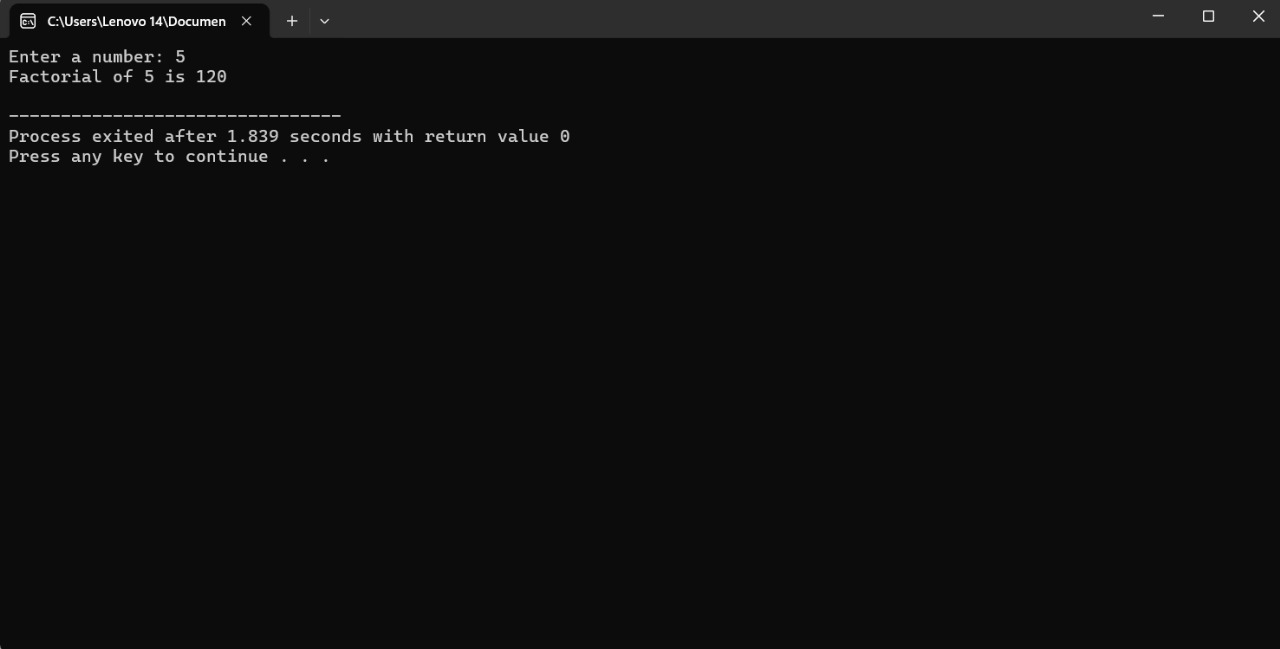 C:\Users\Lenovo 14\Documen
Enter a number: 5
Factorial of 5 is 120
--------------------------------
Process exited after 1.839 seconds with return value 0
Press any key to continue . . .